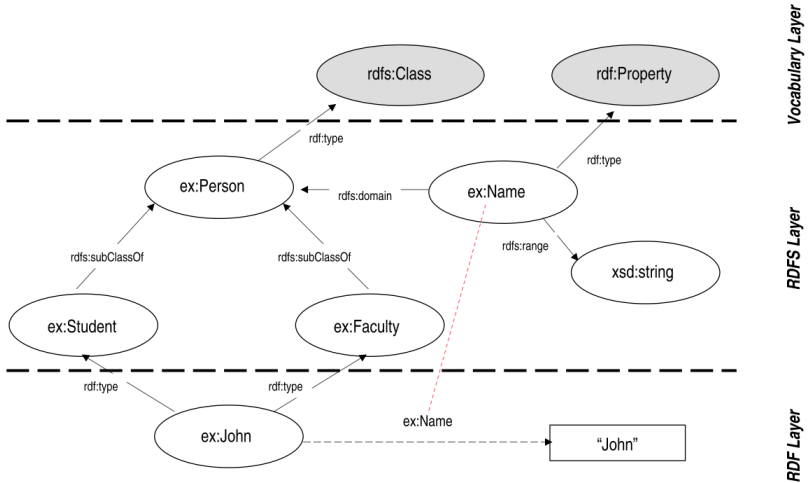 rdfs:Class
rdf:Property
Vocabulary Layer
rdf:type
rdf:type
ex:Person
rdfs:domain
ex:Name
rdfs:range
rdfs:subClassOf
rdfs:subClassOf
xsd:string
RDFS Layer
ex:Student
ex:Faculty
rdf:type
rdf:type
ex:Name
ex:John
“John”
RDF Layer